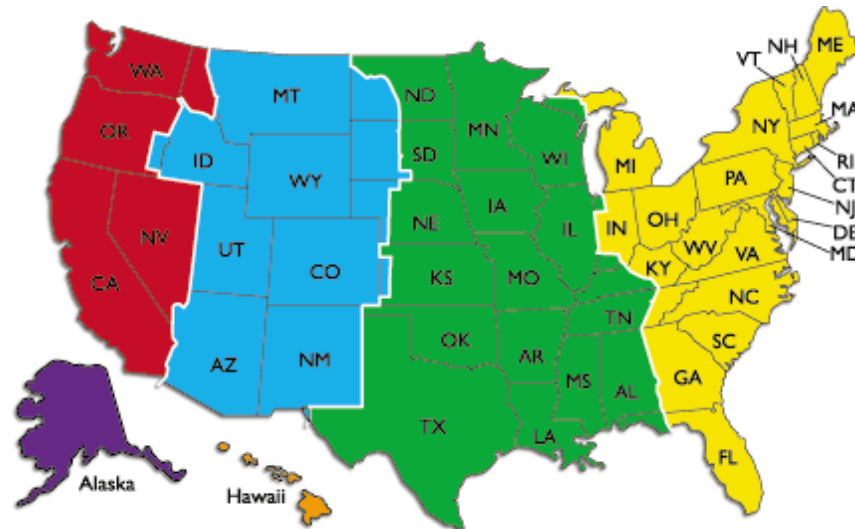 WA
MT
ND
MN
VT
NH
ME
OR
ID
SD
WI
MI
NY
MA
WY
IA
PA
RI
CT
NJ
NV
UT
NE
IL
IN
OH
WV
DE
MD
CA
CO
KS
MO
KY
VA
NC
AZ
NM
OK
AR
TN
SC
TX
MS
AL
GA
LA
FL
Alaska
Hawaii